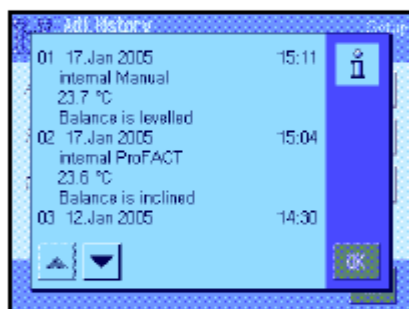 Adj. History
01 17.Jan 2005 15:11
internal Manual
23.7 °C
Balance is levelled
02 17.Jan 2005 15:04
internal ProFACT
23.6 °C
Balance is inclined
03 12.Jan 2005 14:30
OK